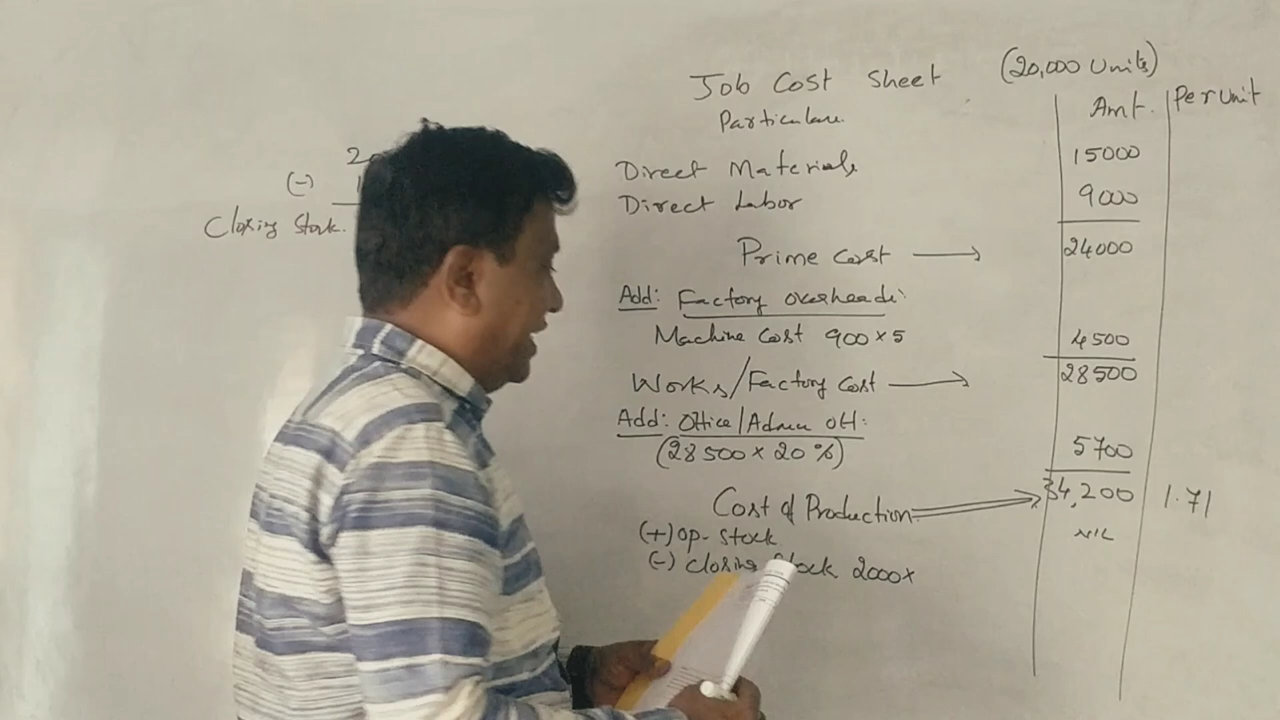 Job Cost Sheet (20,000 Units)
Particulars Amt. Per Unit
Direct Materials 15000
Direct Labor 9000
Prime Cost → 24000
Add: Factory overheads:
Machine Cost 900 × 5 4500
Works/Factory Cost → 28500
Add: Office/Admn OH:
(28500 × 20%) 5700
Cost of Production ⟹ 34,200 1.71
(+) op- stock NIL
(-) closing stock 2000×
(-)
Closing Stock.